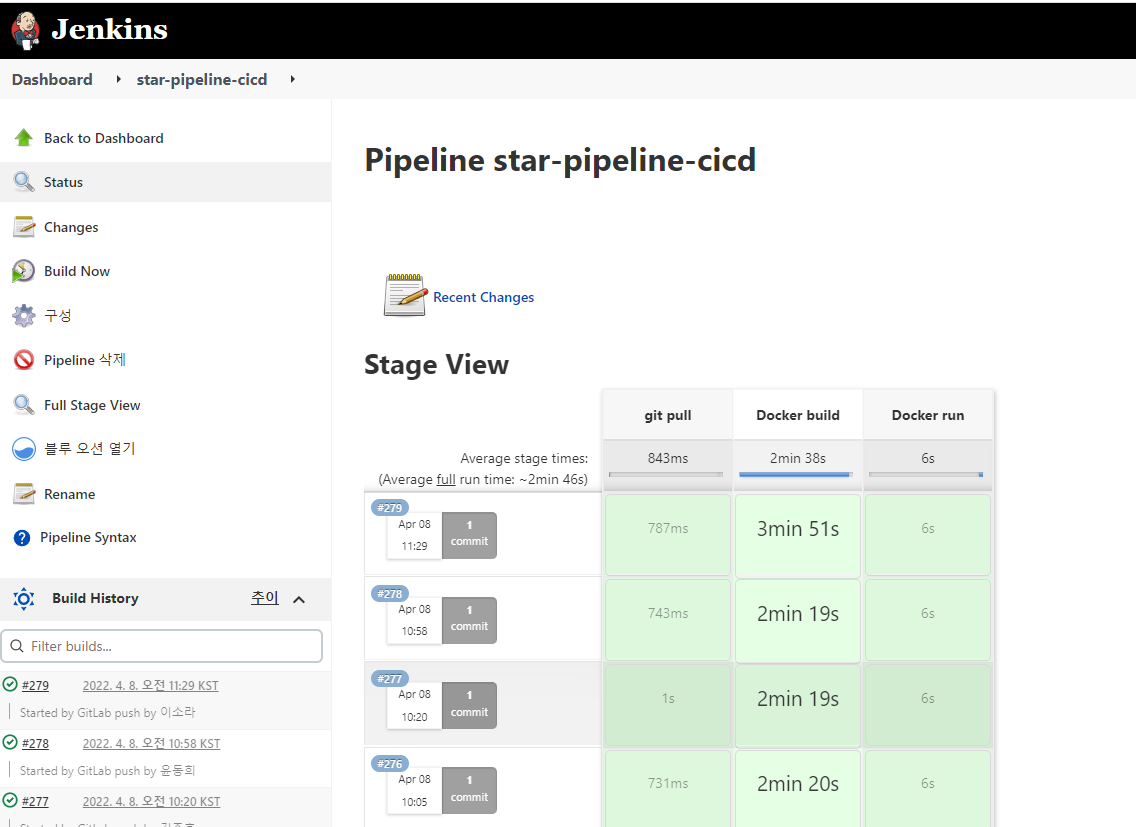 Jenkins
Dashboard
star-pipeline-cicd
Back to Dashboard
Status
Changes
Build Now
구성
Pipeline 삭제
Full Stage View
블루 오션 열기
Rename
Pipeline Syntax
Build History 추이
Filter builds...
#279 2022. 4. 8. 오전 11:29 KST
Started by GitLab push by 이소라
#278 2022. 4. 8. 오전 10:58 KST
Started by GitLab push by 윤동희
#277 2022. 4. 8. 오전 10:20 KST
Started by GitLab push by
Pipeline star-pipeline-cicd
Recent Changes
Stage View
git pull Docker build Docker run
Average stage times: 843ms 2min 38s 6s
(Average full run time: ~2min 46s)
#279
Apr 08
11:29
1
commit
787ms 3min 51s 6s
#278
Apr 08
10:58
1
commit
743ms 2min 19s 6s
#277
Apr 08
10:20
1
commit
1s 2min 19s 6s
#276
Apr 08
10:05
1
commit
731ms 2min 20s 6s